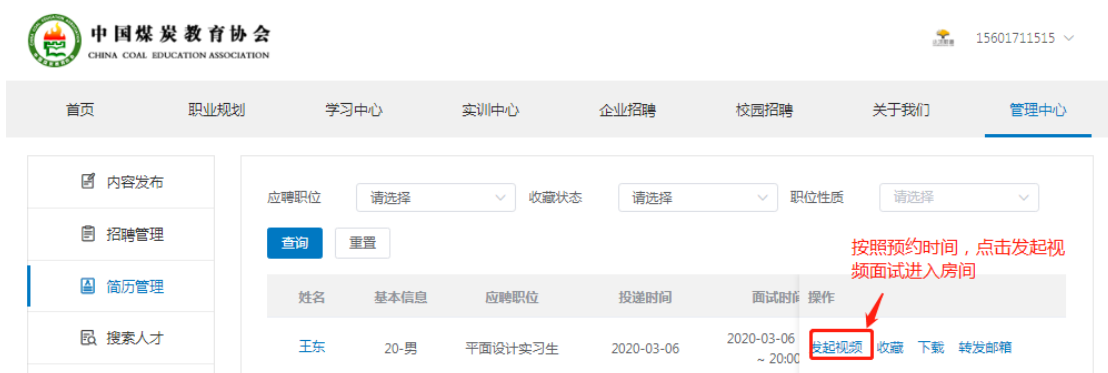 中国煤炭教育协会
CHINA COAL EDUCATION ASSOCIATION
15601711515
首页 职业规划 学习中心 实训中心 企业招聘 校园招聘 关于我们 管理中心
内容发布
招聘管理
简历管理
搜索人才
应聘职位 请选择 收藏状态 请选择 职位性质 请选择
查询 重置
按照预约时间，点击发起视
频面试进入房间
姓名 基本信息 应聘职位 投递时间 面试时间 操作
王东 20-男 平面设计实习生 2020-03-06 2020-03-06 发起视频 收藏 下载 转发邮箱
~ 20:00